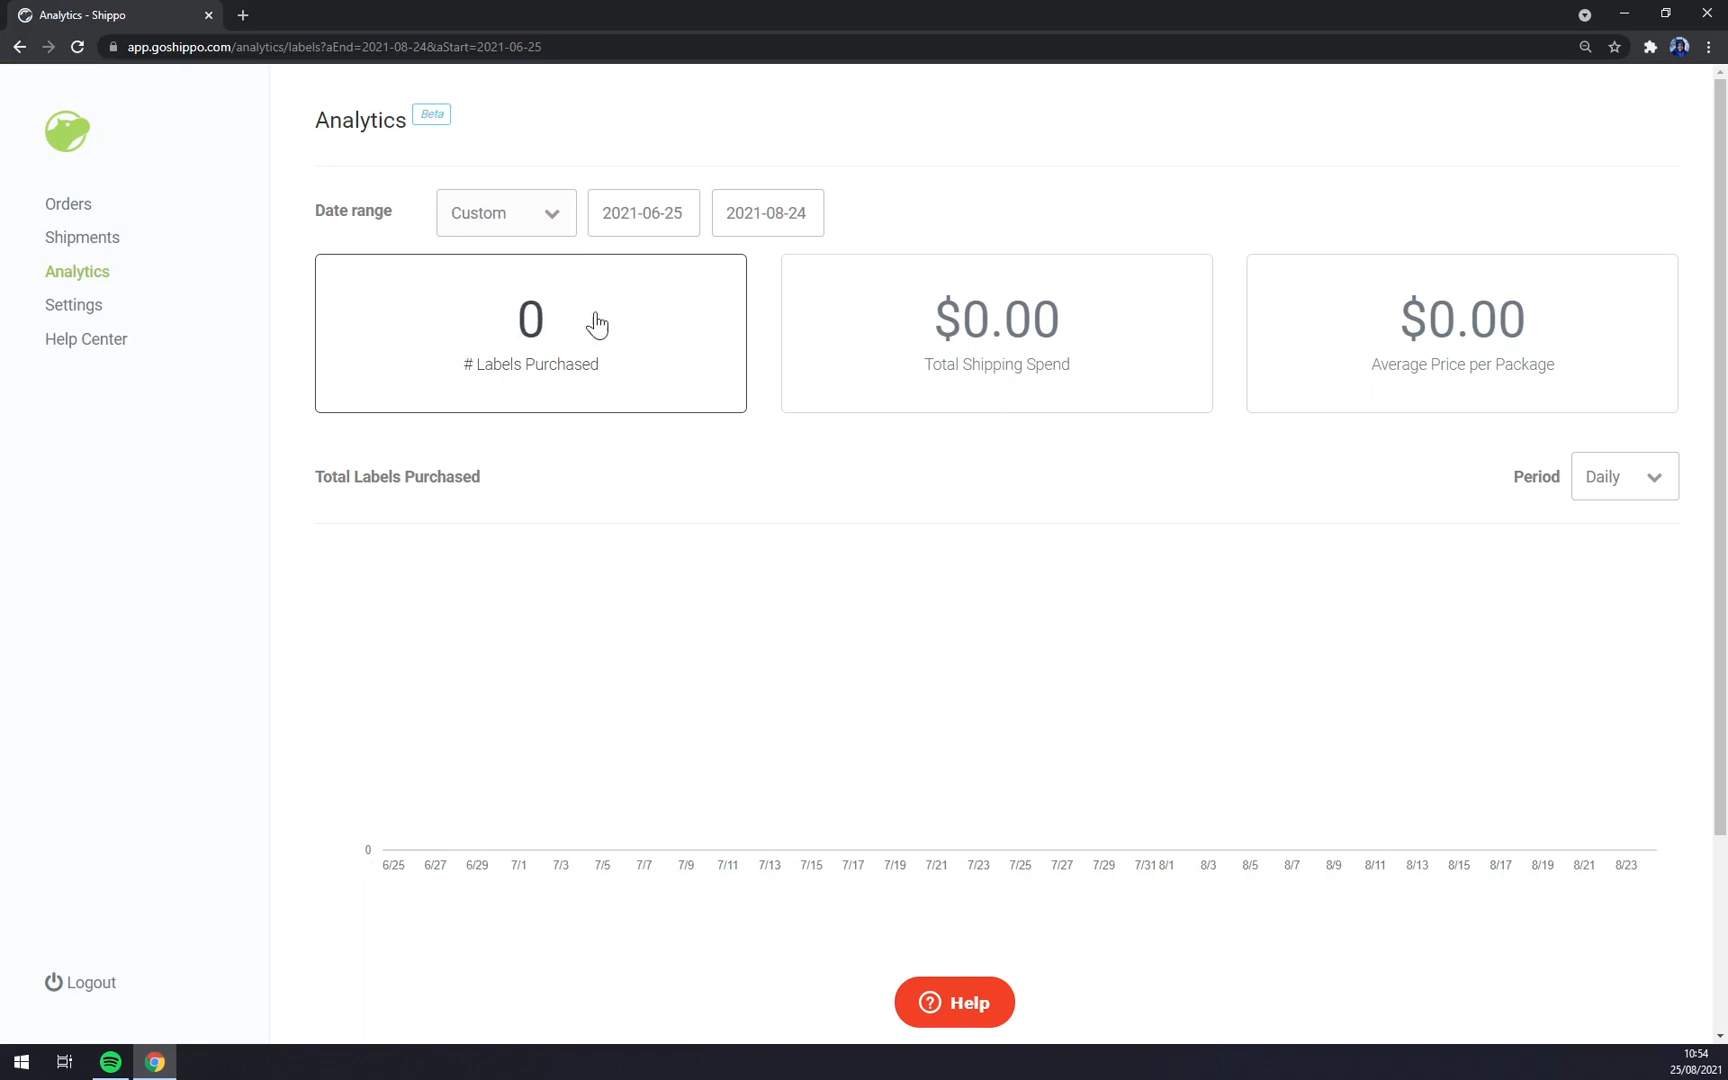 Analytics - Shippo
app.goshippo.com/analytics/labels?aEnd=2021-08-24&aStart=2021-06-25
Analytics Beta
Orders
Shipments
Analytics
Settings
Help Center
Logout
Date range Custom 2021-06-25 2021-08-24
0
# Labels Purchased
$0.00
Total Shipping Spend
$0.00
Average Price per Package
Total Labels Purchased Period Daily
0
6/25 6/27 6/29 7/1 7/3 7/5 7/7 7/9 7/11 7/13 7/15 7/17 7/19 7/21 7/23 7/25 7/27 7/29 7/31 8/1 8/3 8/5 8/7 8/9 8/11 8/13 8/15 8/17 8/19 8/21 8/23
? Help
10:54
25/08/2021